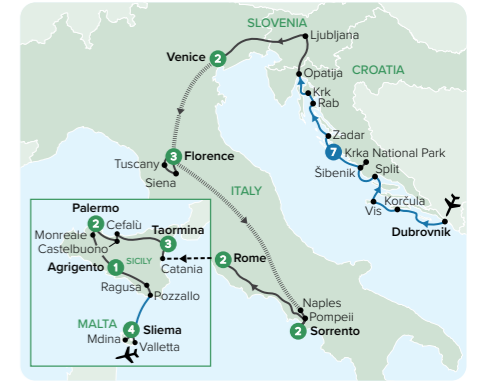 SLOVENIA
Ljubljana
Venice
2
Opatija
CROATIA
Krk
Rab
Zadar
7
Krka National Park
Šibenik
Split
Vis
Korčula
Dubrovnik
3
Florence
Tuscany
Siena
ITALY
Palermo
2
Cefalù
Taormina
Monreale
3
Castelbuono
Agrigento
1
SICILY
Catania
2
Rome
Ragusa
Pozzallo
Naples
Pompeii
2
Sorrento
MALTA
4
Sliema
Mdina
Valletta